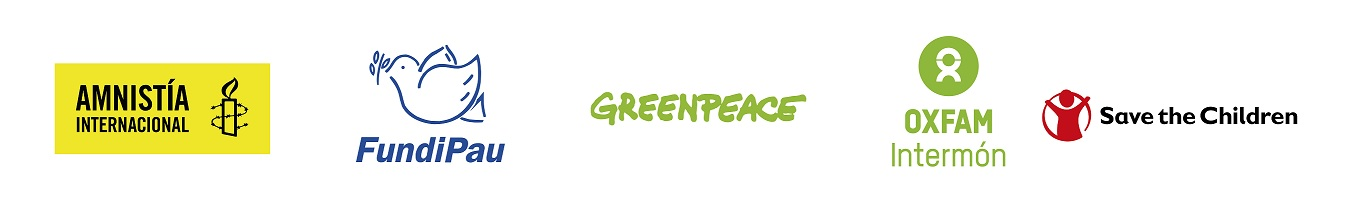 AMNISTÍA
INTERNACIONAL
FundiPau
GREENPEACE
OXFAM
Intermón
Save the Children